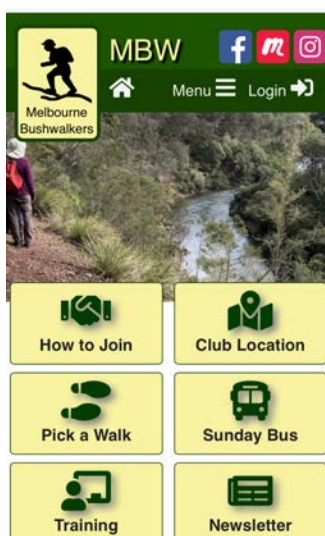 MBW
Melbourne
Bushwalkers
Menu
Login
How to Join
Club Location
Pick a Walk
Sunday Bus
Training
Newsletter